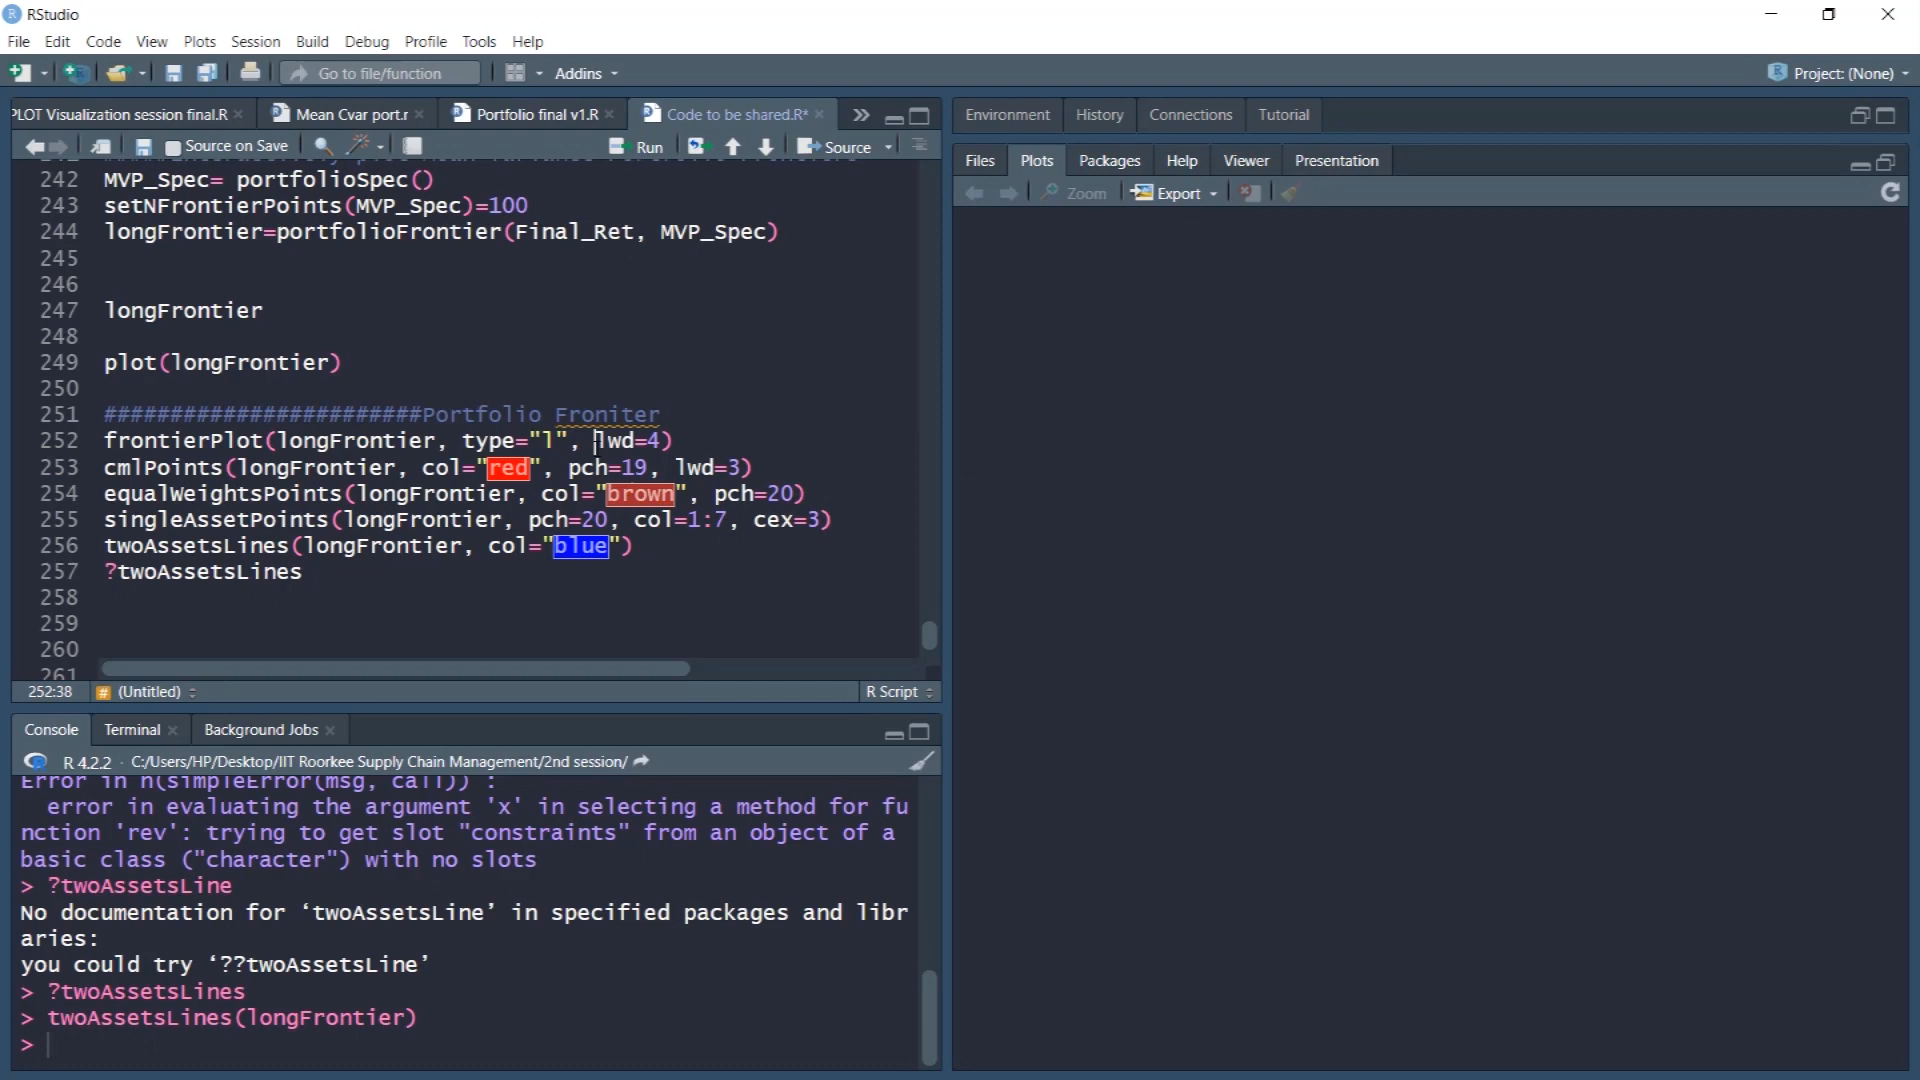 RStudio
File Edit Code View Plots Session Build Debug Profile Tools Help
Go to file/function Addins Project: (None)
PLOT Visualization session final.R Mean Cvar port.r Portfolio final v1.R Code to be shared.R*
Source on Save Run Source
242 MVP_Spec= portfolioSpec()
243 setNFrontierPoints(MVP_Spec)=100
244 longFrontier=portfolioFrontier(Final_Ret, MVP_Spec)
245
246
247 longFrontier
248
249 plot(longFrontier)
250
251 ########################Portfolio Froniter
252 frontierPlot(longFrontier, type="l", lwd=4)
253 cmlPoints(longFrontier, col="red", pch=19, lwd=3)
254 equalWeightsPoints(longFrontier, col="brown", pch=20)
255 singleAssetPoints(longFrontier, pch=20, col=1:7, cex=3)
256 twoAssetsLines(longFrontier, col="blue")
257 ?twoAssetsLines
258
259
260
261
252:38 (Untitled) R Script
Console Terminal Background Jobs
R 4.2.2 · C:/Users/HP/Desktop/IIT Roorkee Supply Chain Management/2nd session/
Error in h(simpleError(msg, call)) :
error in evaluating the argument 'x' in selecting a method for fu
nction 'rev': trying to get slot "constraints" from an object of a
basic class ("character") with no slots
> ?twoAssetsLine
No documentation for ‘twoAssetsLine’ in specified packages and libr
aries:
you could try ‘??twoAssetsLine’
> ?twoAssetsLines
> twoAssetsLines(longFrontier)
>
Environment History Connections Tutorial
Files Plots Packages Help Viewer Presentation
Zoom Export